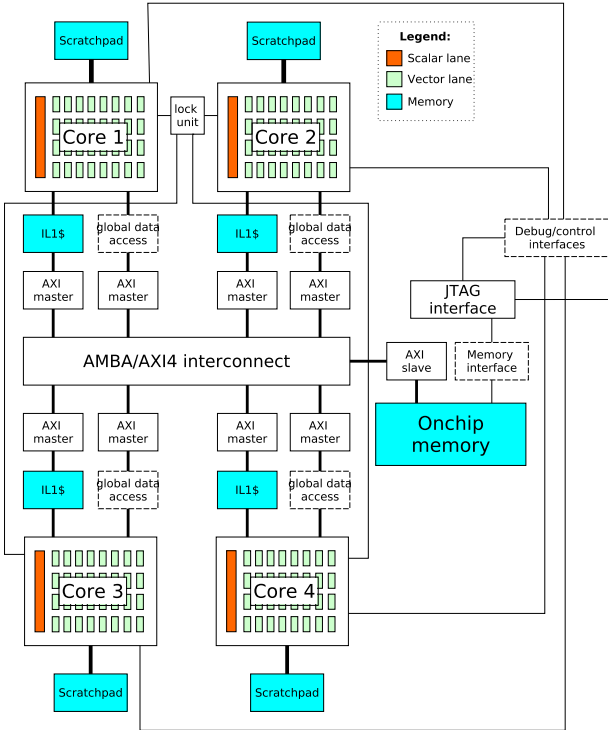 Scratchpad
Scratchpad
Legend:
Scalar lane
Vector lane
Memory
Core 1
lock
unit
Core 2
IL1$
global data
access
IL1$
global data
access
Debug/control
interfaces
AXI
master
AXI
master
AXI
master
AXI
master
JTAG
interface
AMBA/AXI4 interconnect
AXI
slave
Memory
interface
Onchip
memory
AXI
master
AXI
master
AXI
master
AXI
master
IL1$
global data
access
IL1$
global data
access
Core 3
Core 4
Scratchpad
Scratchpad